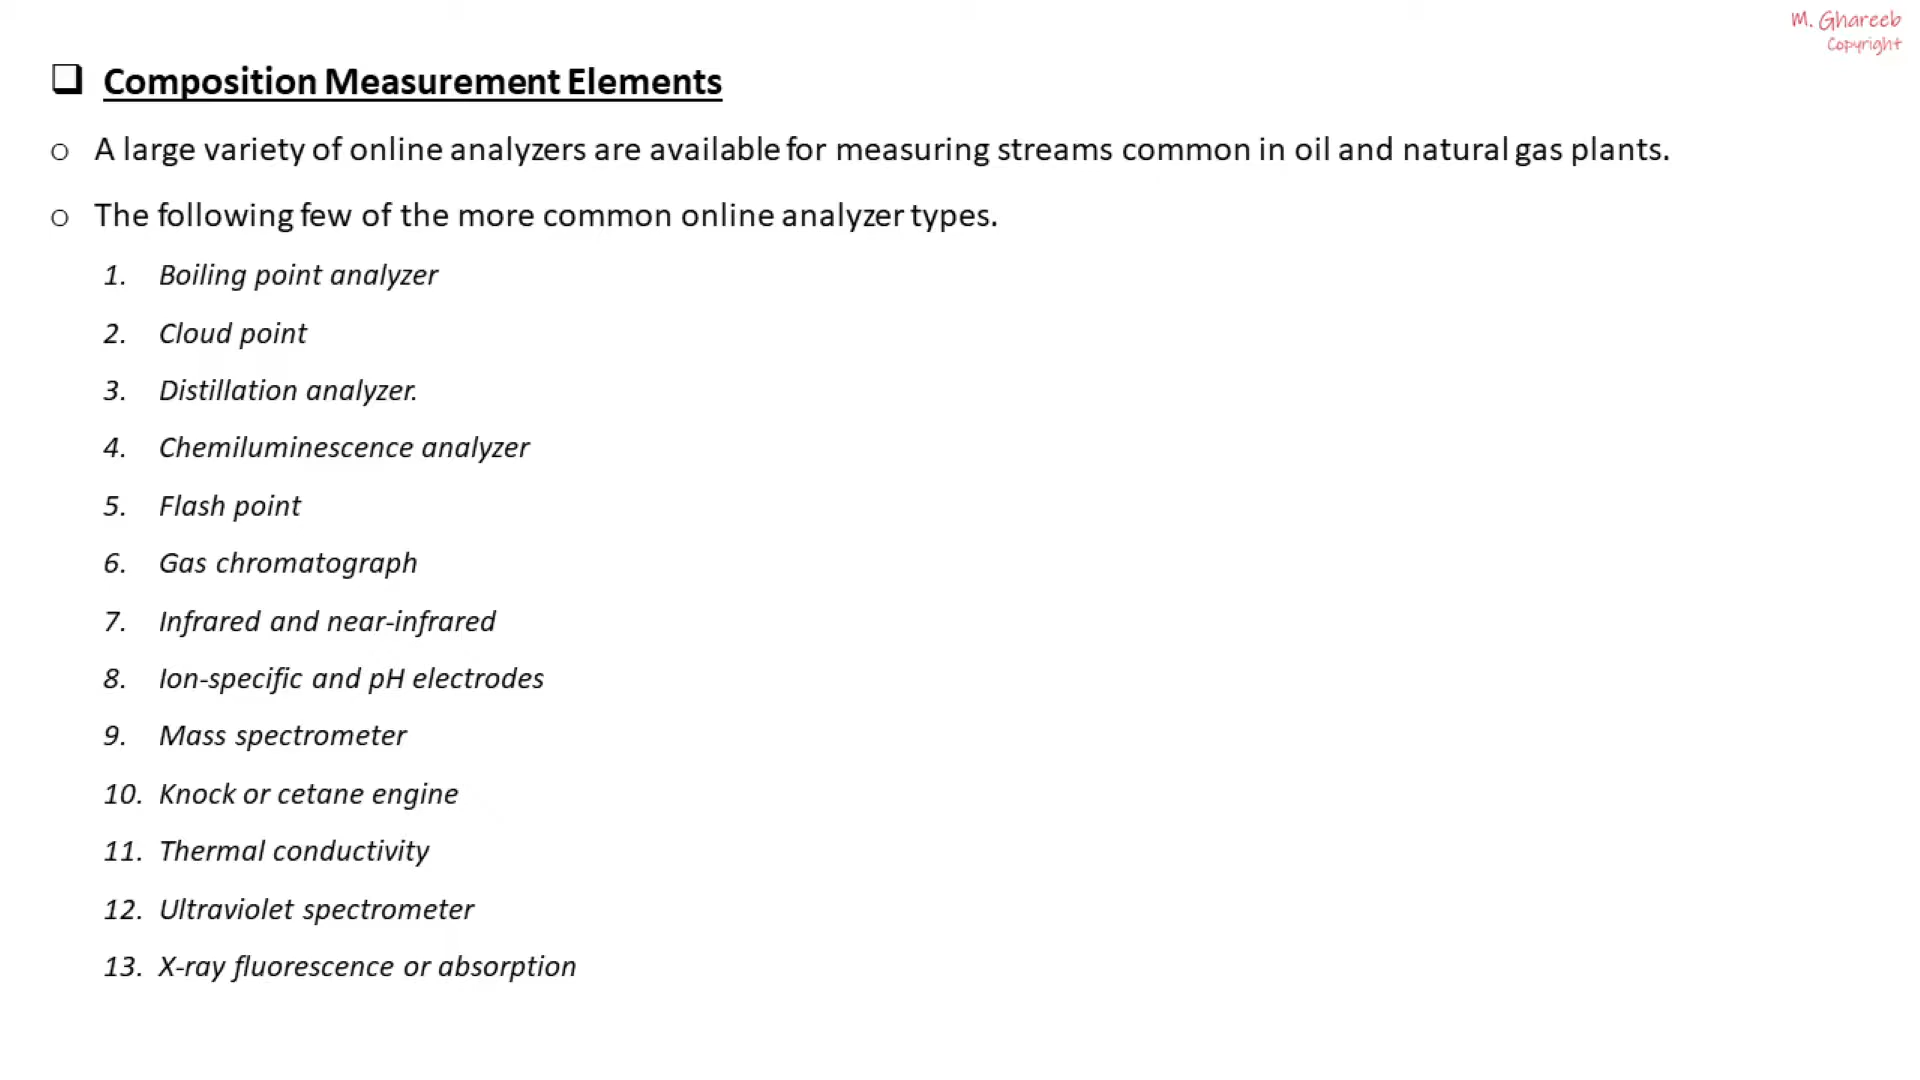 M. Ghareeb
Copyright
Composition Measurement Elements
A large variety of online analyzers are available for measuring streams common in oil and natural gas plants.
The following few of the more common online analyzer types.
1. Boiling point analyzer
2. Cloud point
3. Distillation analyzer.
4. Chemiluminescence analyzer
5. Flash point
6. Gas chromatograph
7. Infrared and near-infrared
8. Ion-specific and pH electrodes
9. Mass spectrometer
10. Knock or cetane engine
11. Thermal conductivity
12. Ultraviolet spectrometer
13. X-ray fluorescence or absorption